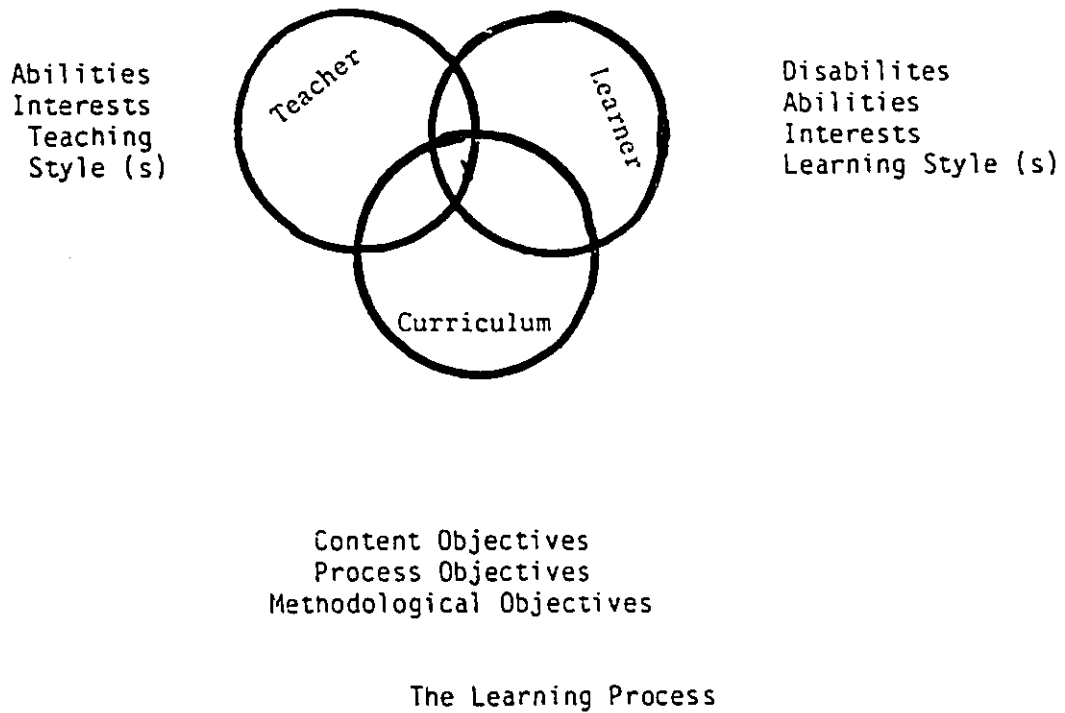 Abilities
Interests
Teaching
Style (s)
Teacher
Learner
Disabilites
Abilities
Interests
Learning Style (s)
Curriculum
Content Objectives
Process Objectives
Methodological Objectives
The Learning Process